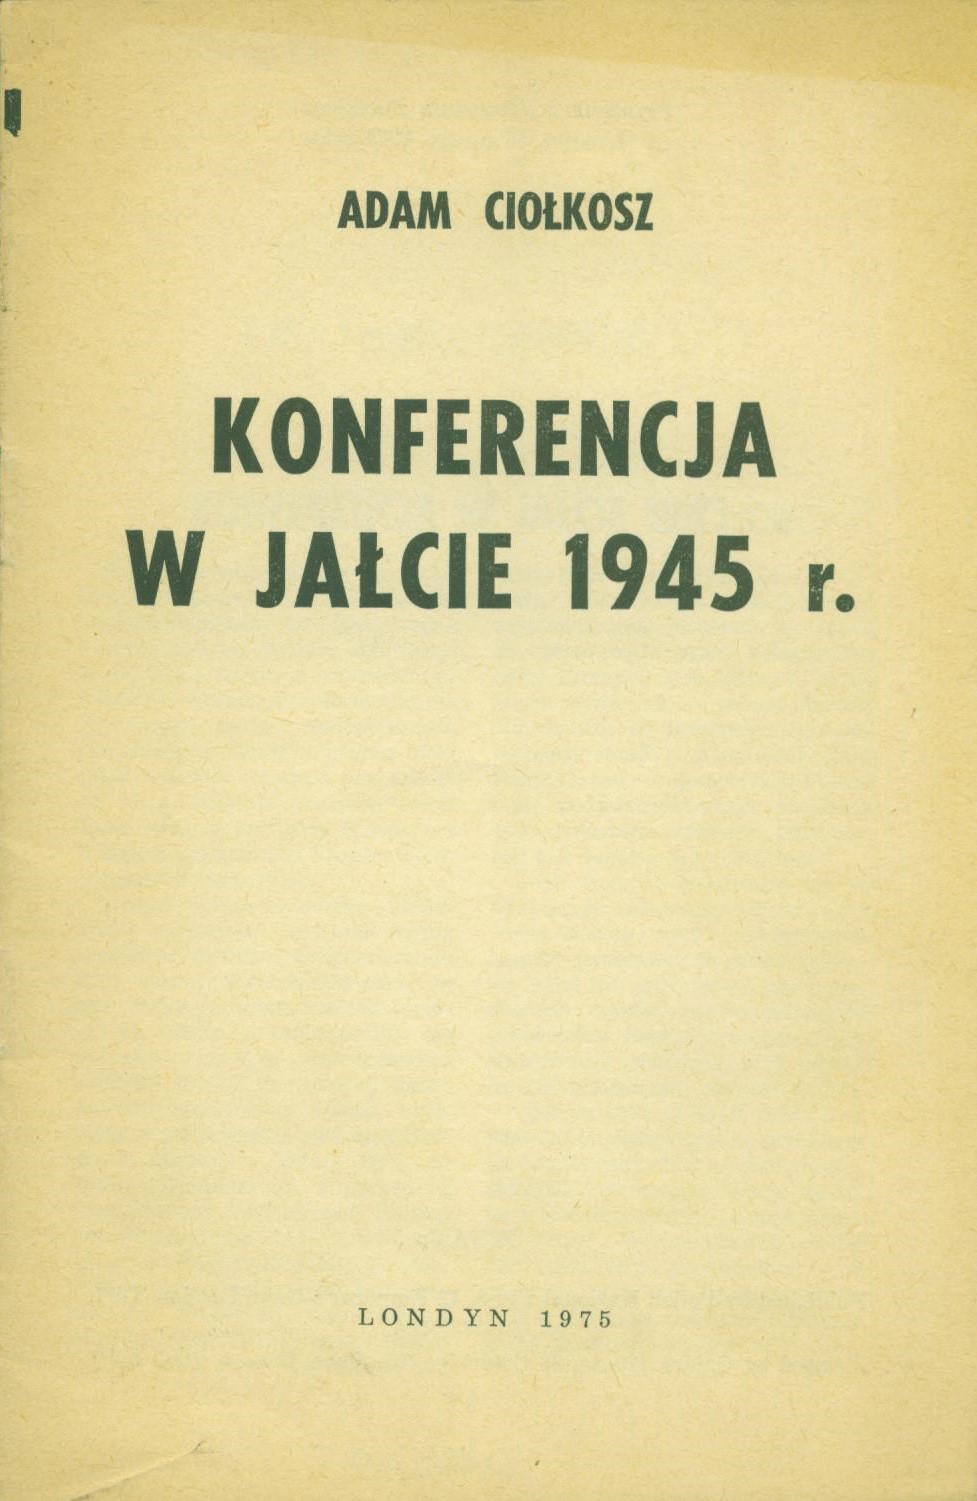 ADAM CIOŁKOSZ
KONFERENCJA
W JAŁCIE 1945 r.
LONDYN 1975